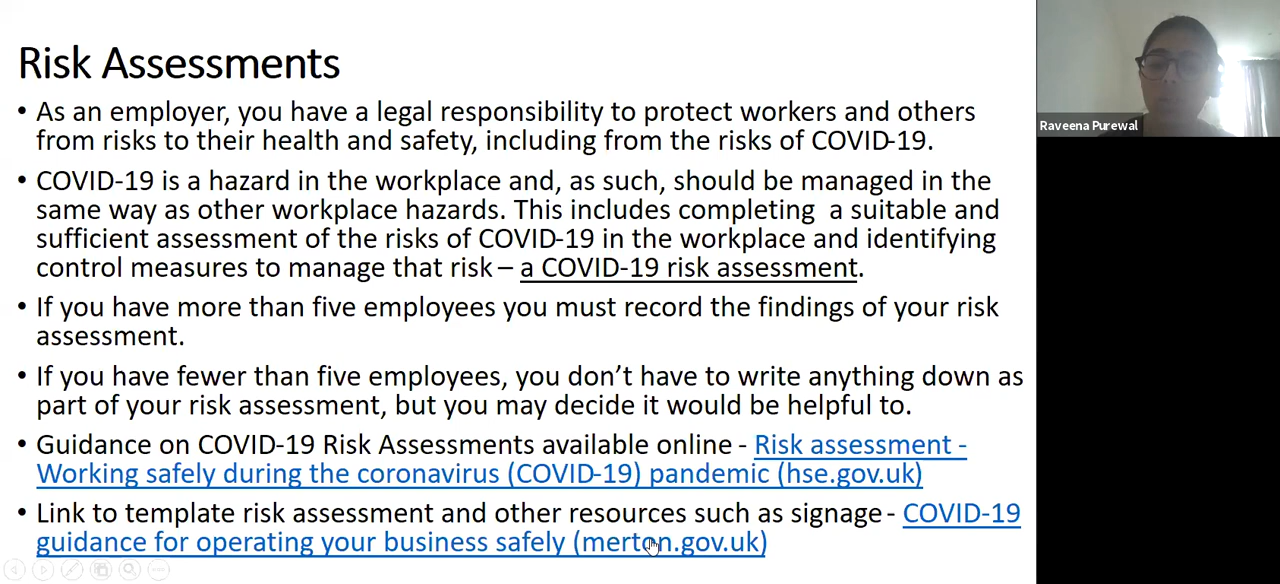 Risk Assessments
• As an employer, you have a legal responsibility to protect workers and others
from risks to their health and safety, including from the risks of COVID-19.
• COVID-19 is a hazard in the workplace and, as such, should be managed in the
same way as other workplace hazards. This includes completing  a suitable and
sufficient assessment of the risks of COVID-19 in the workplace and identifying
control measures to manage that risk – a COVID-19 risk assessment.
• If you have more than five employees you must record the findings of your risk
assessment.
• If you have fewer than five employees, you don’t have to write anything down as
part of your risk assessment, but you may decide it would be helpful to.
• Guidance on COVID-19 Risk Assessments available online - Risk assessment -
Working safely during the coronavirus (COVID-19) pandemic (hse.gov.uk)
• Link to template risk assessment and other resources such as signage - COVID-19
guidance for operating your business safely (merton.gov.uk)
Raveena Purewal